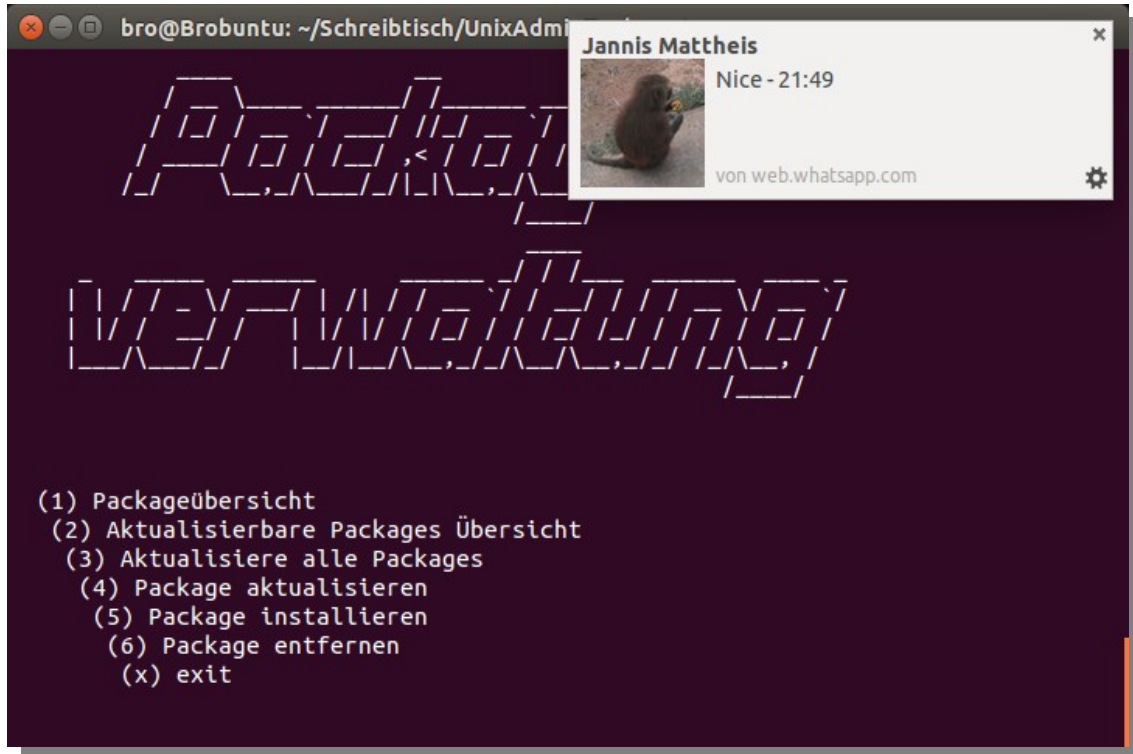 bro@Brobuntu: ~/Schreibtisch/UnixAdmi
Jannis Mattheis
Nice - 21:49
von web.whatsapp.com
verwaltung
(1) Packageübersicht
(2) Aktualisierbare Packages Übersicht
(3) Aktualisiere alle Packages
(4) Package aktualisieren
(5) Package installieren
(6) Package entfernen
(x) exit